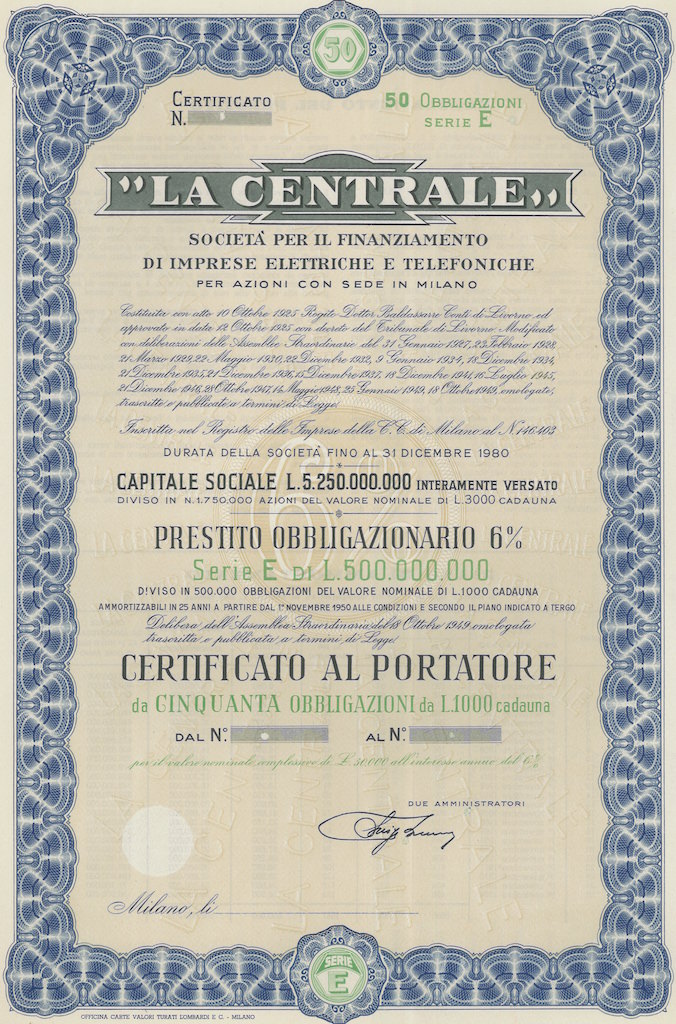 50
CERTIFICATO
N.
50 OBBLIGAZIONI
SERIE E
"LA CENTRALE„
SOCIETÀ PER IL FINANZIAMENTO
DI IMPRESE ELETTRICHE E TELEFONICHE
PER AZIONI CON SEDE IN MILANO
Costituita con atto 10 Ottobre 1925 Rogito Dottor Baldassarre Conti di Livorno ed
approvato in data 12 Ottobre 1925 con decreto del Tribunale di Livorno. Modificato
con deliberazioni delle Assemblee Straordinarie del 31 Gennaio 1927, 23 Febbraio 1928,
21 Marzo 1929, 22 Maggio 1930, 22 Dicembre 1932, 9 Gennaio 1934, 18 Dicembre 1934,
21 Dicembre 1935, 21 Dicembre 1936, 15 Dicembre 1937, 18 Dicembre 1941, 16 Luglio 1945,
21 Dicembre 1946, 28 Ottobre 1947, 14 Maggio 1948, 25 Gennaio 1949, 18 Ottobre 1949, omologate,
trascritte e pubblicate a termini di Legge.
Inscritta nel Registro delle Imprese della C.C. di Milano al N. 146.403
DURATA DELLA SOCIETÀ FINO AL 31 DICEMBRE 1980
CAPITALE SOCIALE L. 5.250.000.000 INTERAMENTE VERSATO
DIVISO IN N. 1.750.000 AZIONI DEL VALORE NOMINALE DI L. 3000 CADAUNA
6%
PRESTITO OBBLIGAZIONARIO 6%
Serie E DI L. 500.000.000
DIVISO IN 500.000 OBBLIGAZIONI DEL VALORE NOMINALE DI L. 1000 CADAUNA
AMMORTIZZABILI IN 25 ANNI A PARTIRE DAL 1° NOVEMBRE 1950 ALLE CONDIZIONI E SECONDO IL PIANO INDICATO A TERGO
Delibera dell'Assemblea Straordinaria del 18 Ottobre 1949 omologata
trascritta e pubblicata a termini di Legge.
CERTIFICATO AL PORTATORE
da CINQUANTA OBBLIGAZIONI da L. 1000 cadauna
DAL N°. AL N°.
per il valore nominale complessivo di £ 50.000 all'interesse annuo del 6%
DUE AMMINISTRATORI
Milano, lì
SERIE
E
OFFICINA CARTE VALORI TURATI LOMBARDI E C. - MILANO